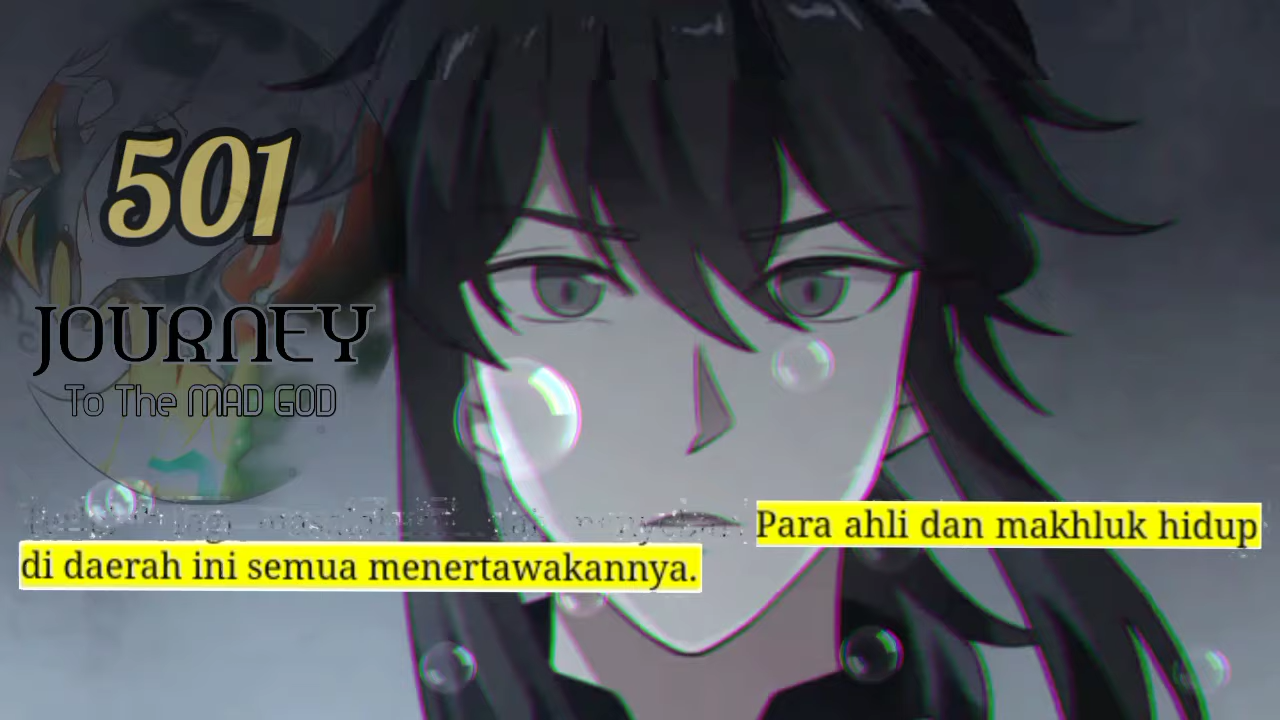 501
JOURNEY
To The MAD GOD
Para ahli dan makhluk hidup
di daerah ini semua menertawakannya.